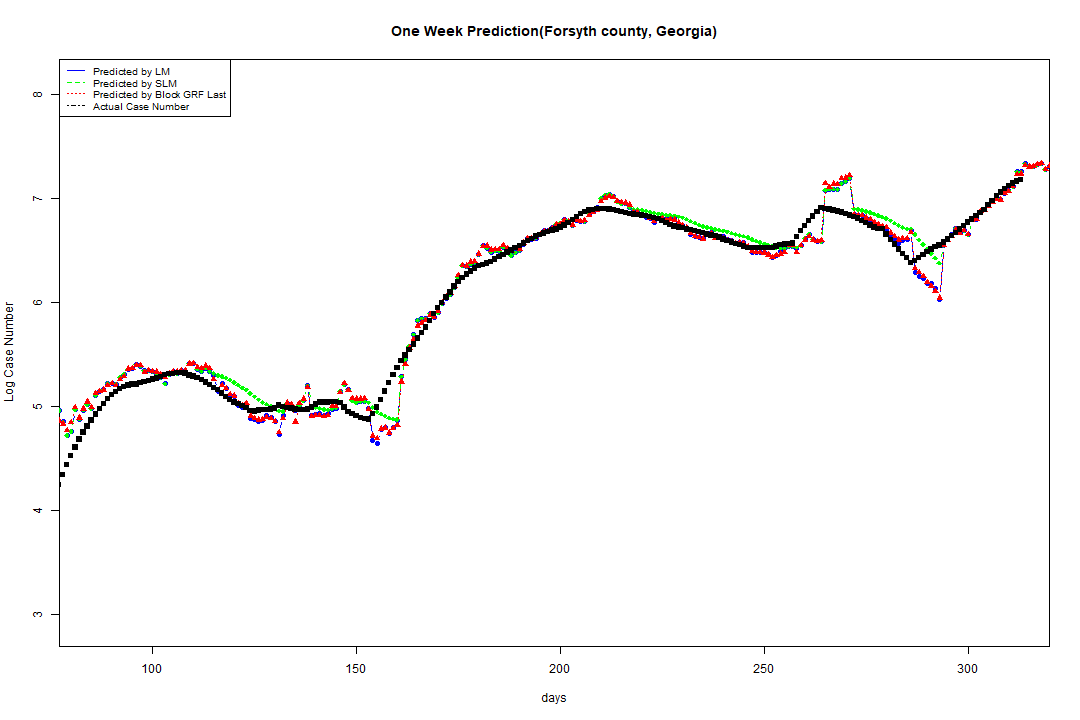 One Week Prediction(Forsyth county, Georgia)
Predicted by LM
Predicted by SLM
Predicted by Block GRF Last
Actual Case Number
8
7
6
5
4
3
Log Case Number
100 150 200 250 300
days